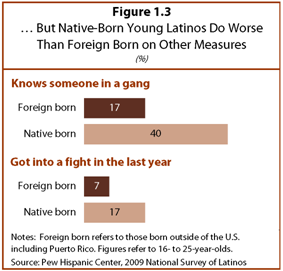 Figure 1.3
… But Native-Born Young Latinos Do Worse
Than Foreign Born on Other Measures
(%)
Knows someone in a gang
Foreign born 17
Native born 40
Got into a fight in the last year
Foreign born 7
Native born 17
Notes: Foreign born refers to those born outside of the U.S.
including Puerto Rico. Figures refer to 16- to 25-year-olds.
Source: Pew Hispanic Center, 2009 National Survey of Latinos